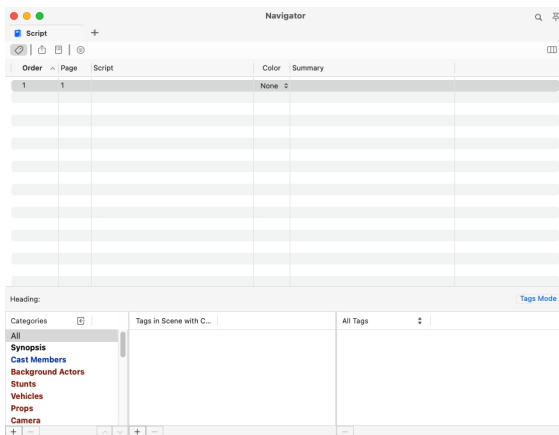 Navigator
Script
Order Page Script Color Summary
1 1 None
Heading: Tags Mode
Categories Tags in Scene with C... All Tags
All
Synopsis
Cast Members
Background Actors
Stunts
Vehicles
Props
Camera